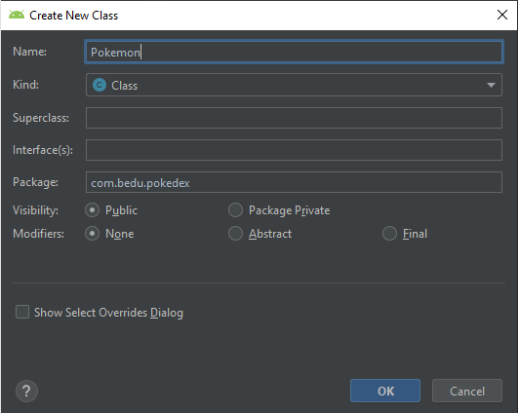 Create New Class
Name: Pokemon
Kind: C Class
Superclass:
Interface(s):
Package: com.bedu.pokedex
Visibility: Public Package Private
Modifiers: None Abstract Final
Show Select Overrides Dialog
? OK Cancel